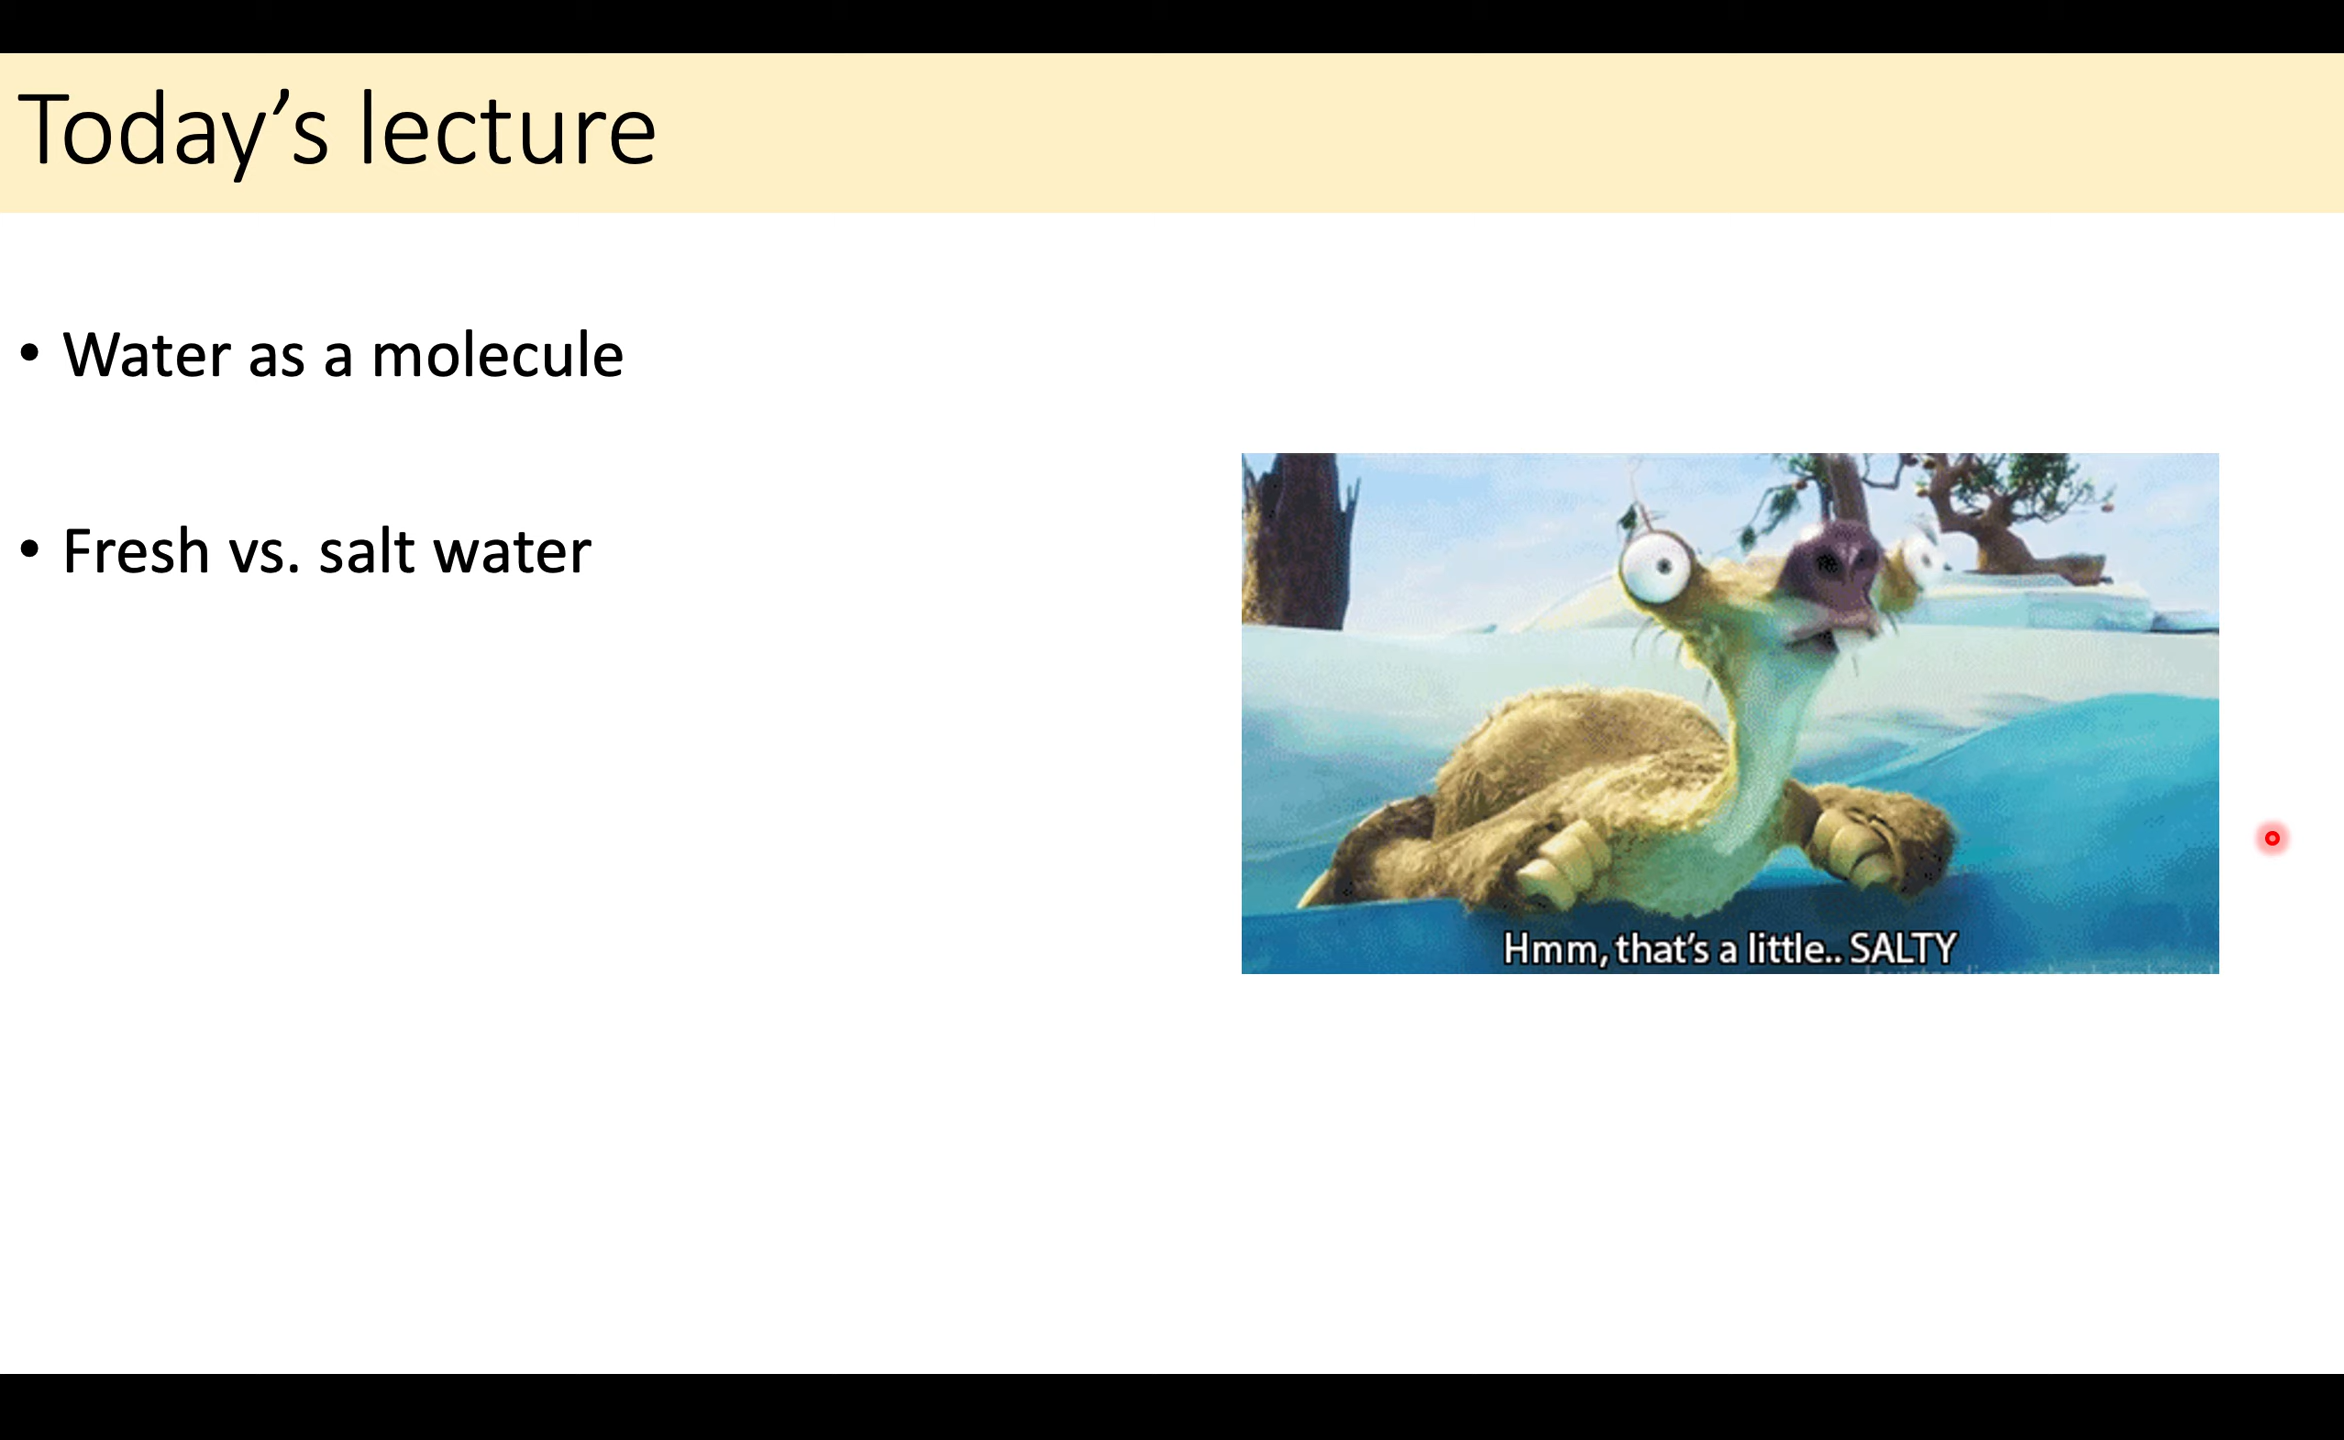 Today’s lecture
• Water as a molecule
• Fresh vs. salt water
Hmm, that’s a little.. SALTY